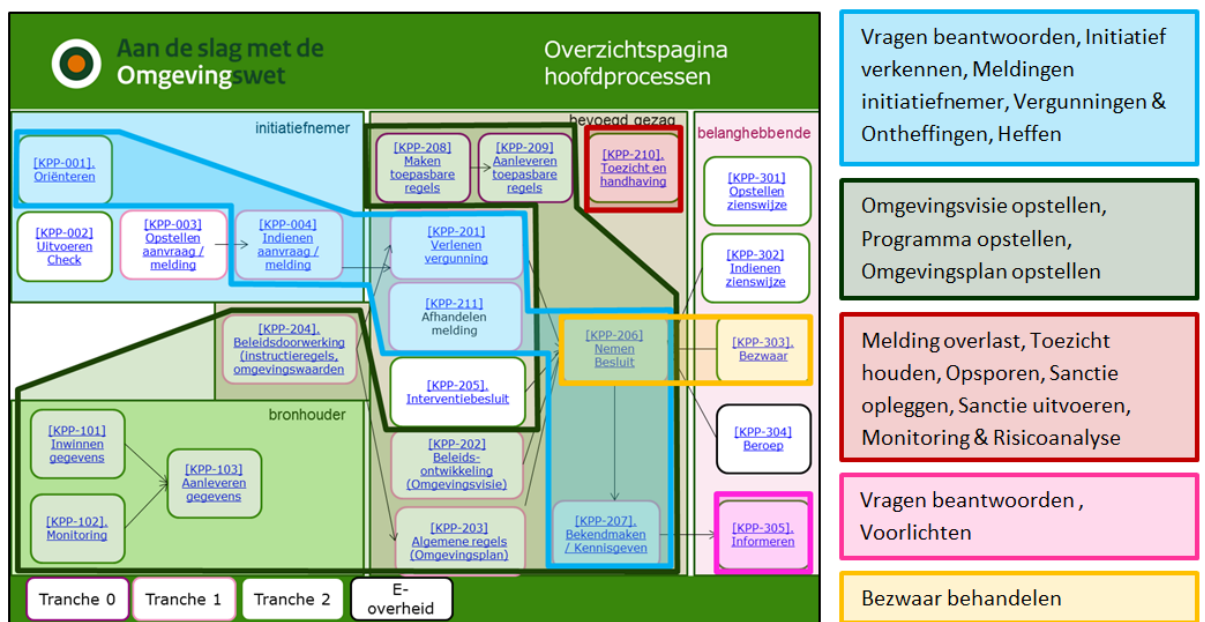 Aan de slag met de
Omgevingswet
Overzichtspagina
hoofdprocessen
initiatiefnemer
bevoegd gezag
belanghebbende
[KPP-001].
Oriënteren
[KPP-002]
Uitvoeren
Check
[KPP-003]
Opstellen
aanvraag /
melding
[KPP-004]
Indienen
aanvraag /
melding
[KPP-208]
Maken
toepasbare
regels
[KPP-209]
Aanleveren
toepasbare
regels
[KPP-210].
Toezicht en
handhaving
[KPP-201]
Verlenen
vergunning
[KPP-211]
Afhandelen
melding
[KPP-204].
Beleidsdoorwerking
(instructieregels,
omgevingswaarden
[KPP-205].
Interventiebesluit
[KPP-206]
Nemen
Besluit
[KPP-202]
Beleids-
ontwikkeling
(Omgevingsvisie)
[KPP-203]
Algemene regels
(Omgevingsplan)
[KPP-207].
Bekendmaken
/ Kennisgeven
bronhouder
[KPP-101]
Inwinnen
gegevens
[KPP-102].
Monitoring
[KPP-103]
Aanleveren
gegevens
[KPP-301]
Opstellen
zienswijze
[KPP-302]
Indienen
zienswijze
[KPP-303].
Bezwaar
[KPP-304]
Beroep
[KPP-305].
Informeren
Tranche 0
Tranche 1
Tranche 2
E-
overheid
Vragen beantwoorden, Initiatief
verkennen, Meldingen
initiatiefnemer, Vergunningen &
Ontheffingen, Heffen
Omgevingsvisie opstellen,
Programma opstellen,
Omgevingsplan opstellen
Melding overlast, Toezicht
houden, Opsporen, Sanctie
opleggen, Sanctie uitvoeren,
Monitoring & Risicoanalyse
Vragen beantwoorden ,
Voorlichten
Bezwaar behandelen